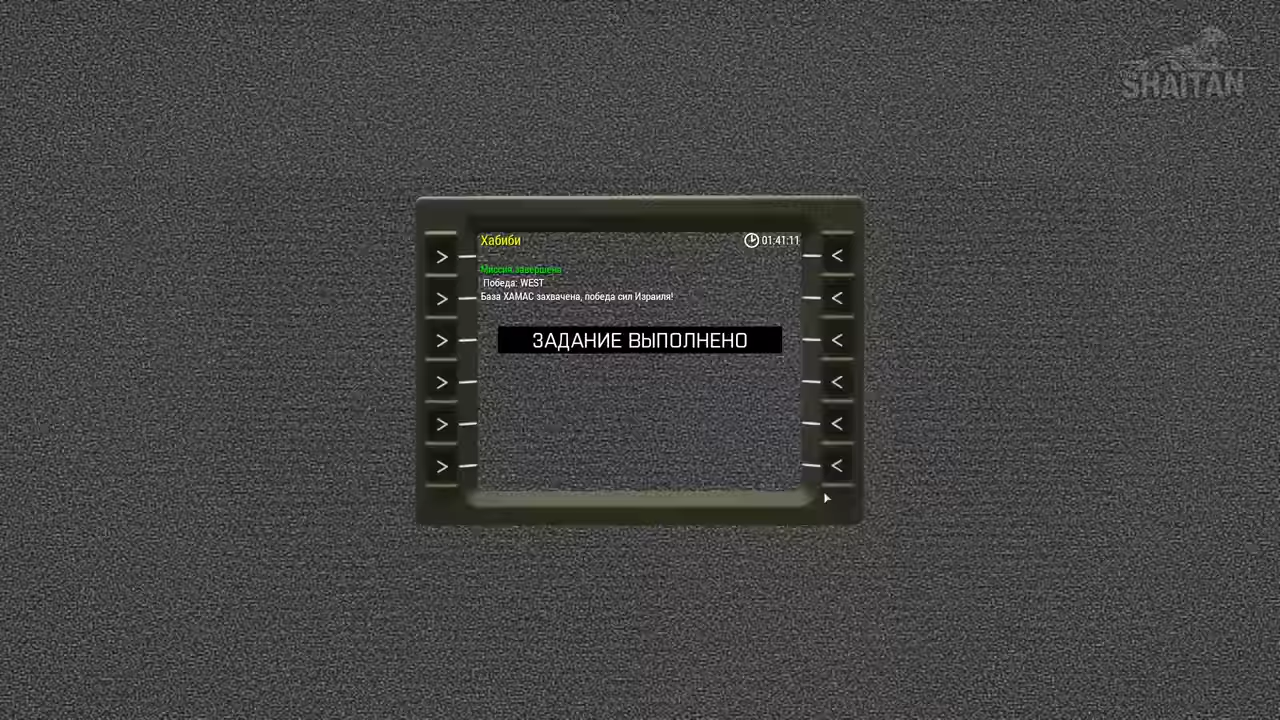 SHAITAN
Хабиби 01:41:11
Миссия завершена
Победа: WEST
База ХАМАС захвачена, победа сил Израиля!
ЗАДАНИЕ ВЫПОЛНЕНО